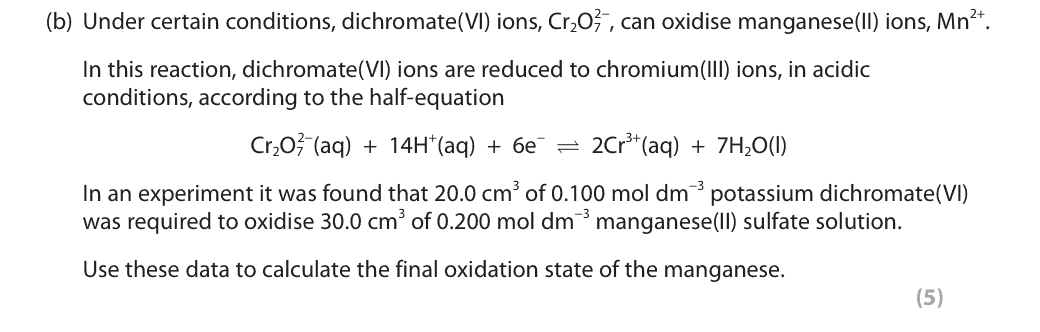 (b) Under certain conditions, dichromate(VI) ions, Cr₂O₇²⁻, can oxidise manganese(II) ions, Mn²⁺.
In this reaction, dichromate(VI) ions are reduced to chromium(III) ions, in acidic
conditions, according to the half-equation
Cr₂O₇²⁻(aq) + 14H⁺(aq) + 6e⁻ ⇌ 2Cr³⁺(aq) + 7H₂O(l)
In an experiment it was found that 20.0 cm³ of 0.100 mol dm⁻³ potassium dichromate(VI)
was required to oxidise 30.0 cm³ of 0.200 mol dm⁻³ manganese(II) sulfate solution.
Use these data to calculate the final oxidation state of the manganese.
(5)